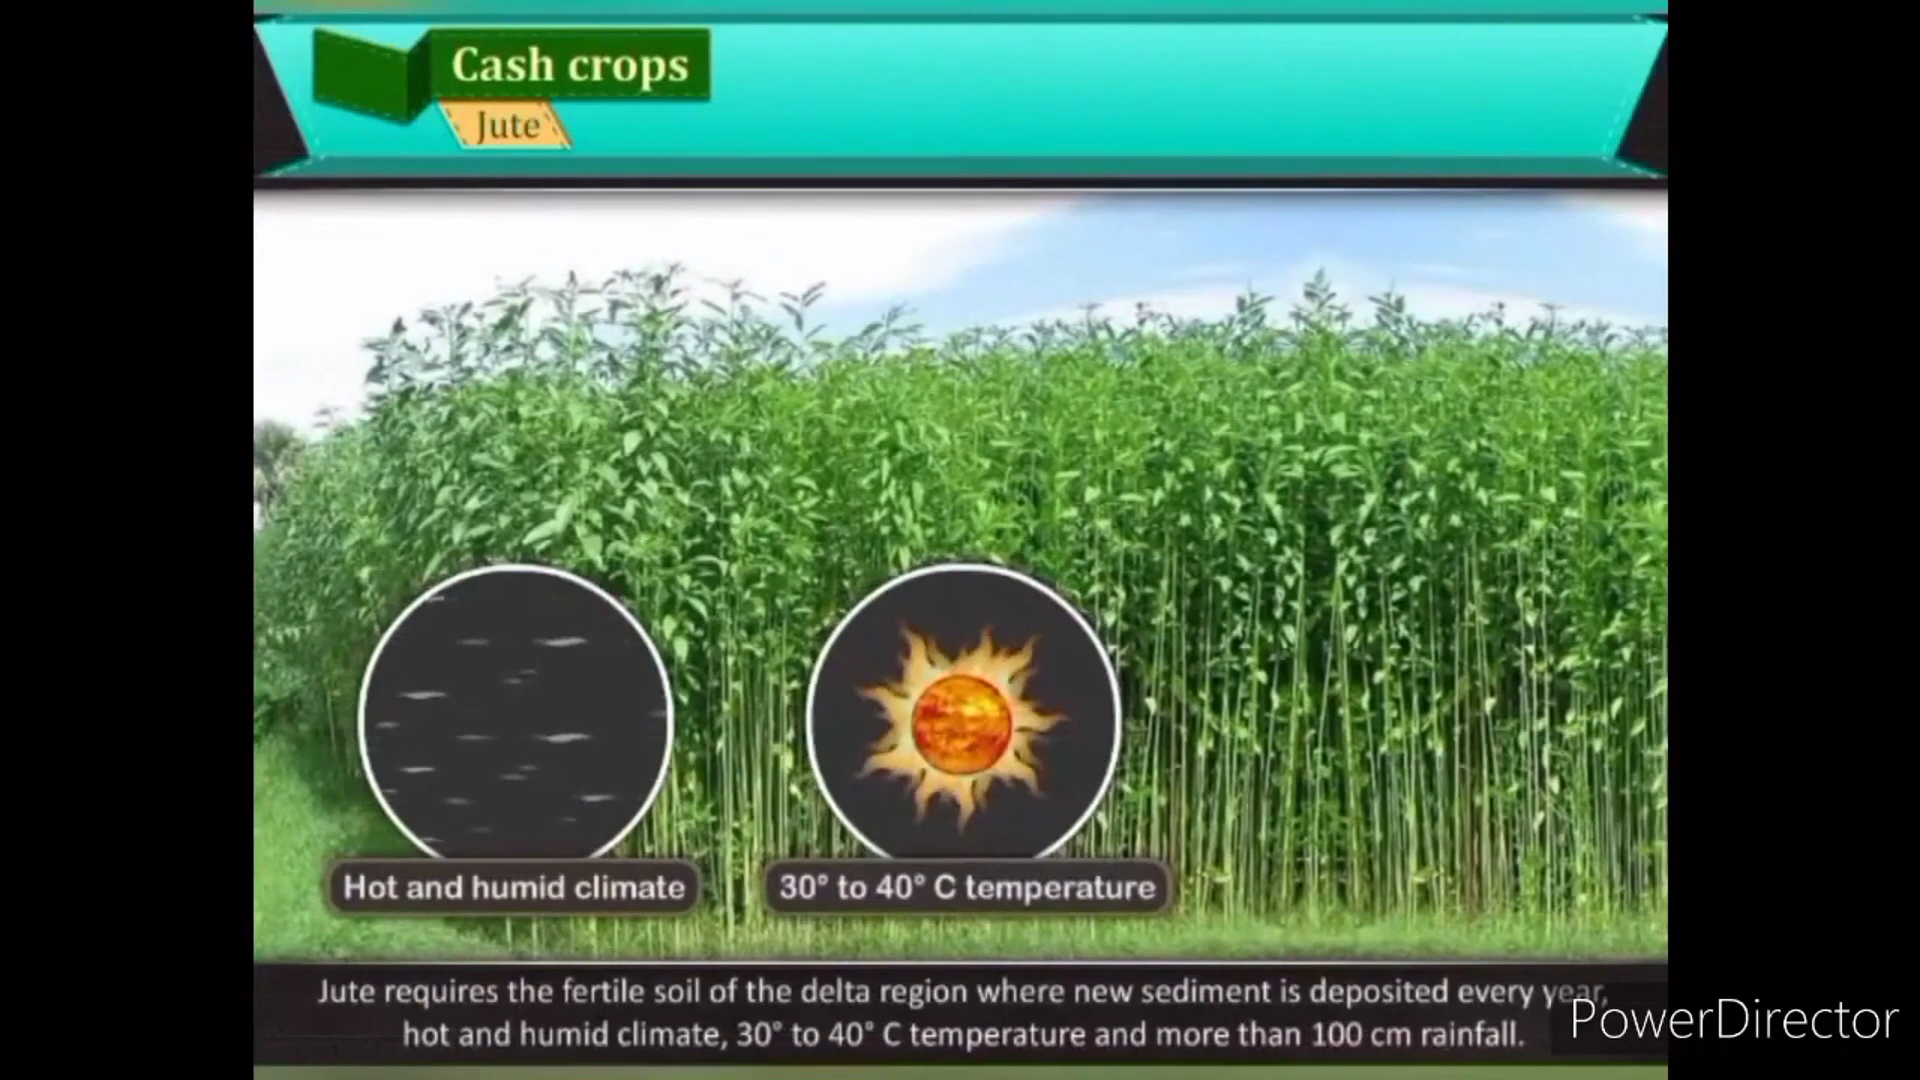 Cash crops
Jute
Hot and humid climate
30° to 40° C temperature
Jute requires the fertile soil of the delta region where new sediment is deposited every year,
hot and humid climate, 30° to 40° C temperature and more than 100 cm rainfall.
PowerDirector